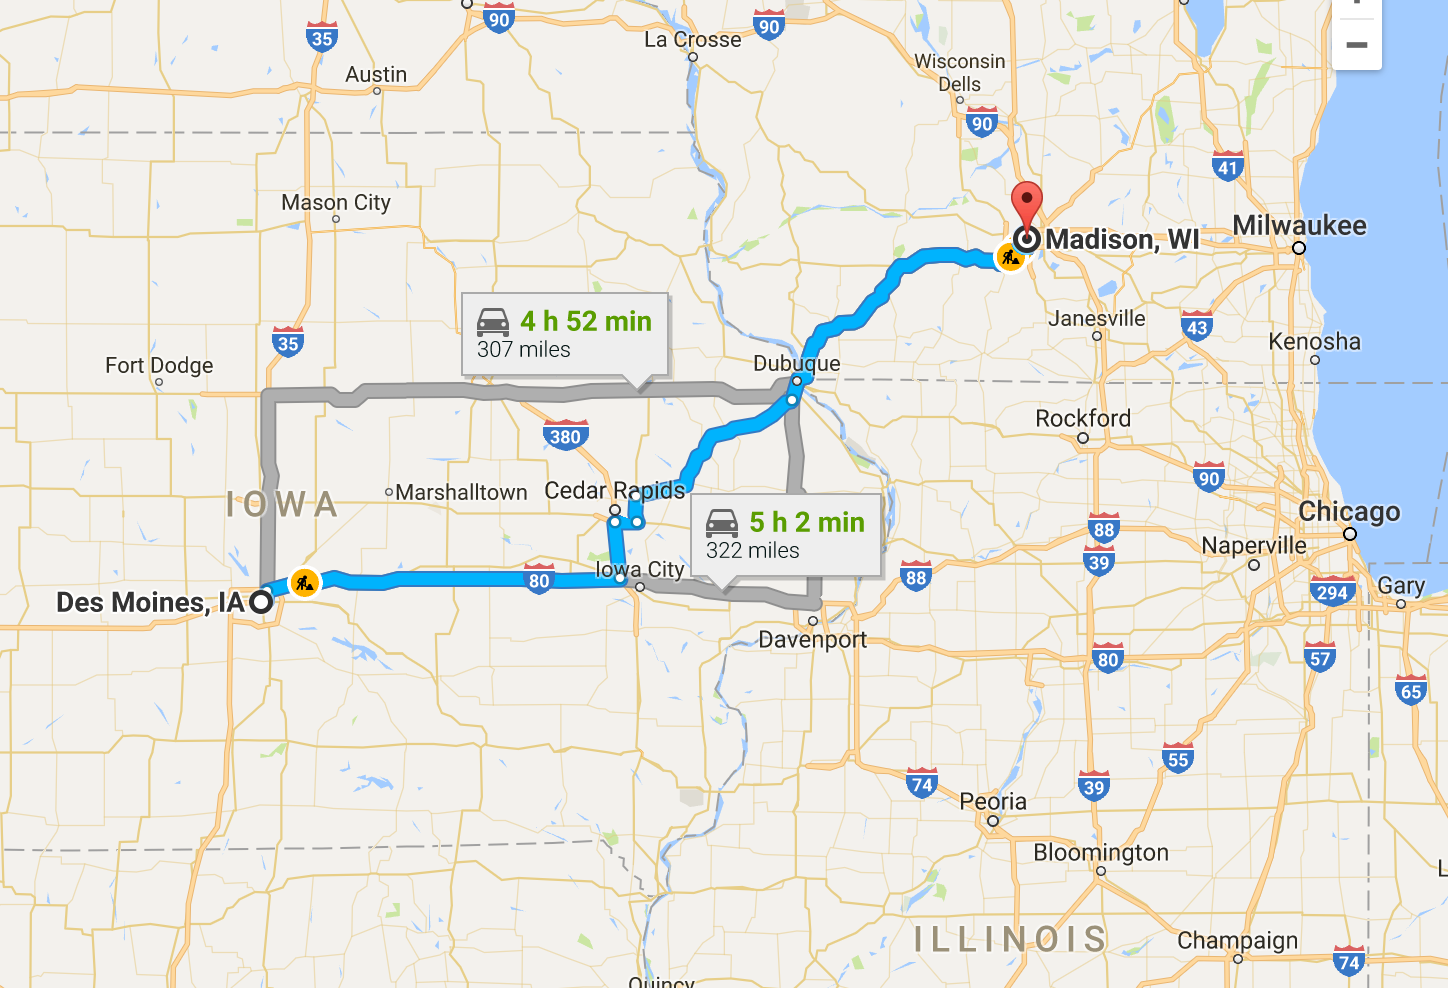 90
35
90
La Crosse
Wisconsin
Dells
Austin
90
41
Mason City
Milwaukee
Madison, WI
4 h 52 min
307 miles
Janesville
43
Kenosha
35
Fort Dodge
Dubuque
Rockford
380
90
IOWA
Marshalltown
Cedar Rapids
5 h 2 min
322 miles
Chicago
88
Naperville
39
Iowa City
80
88
294
Gary
Des Moines, IA
Davenport
80
57
65
55
74
39
Peoria
Bloomington
ILLINOIS
Champaign
74
Quincy